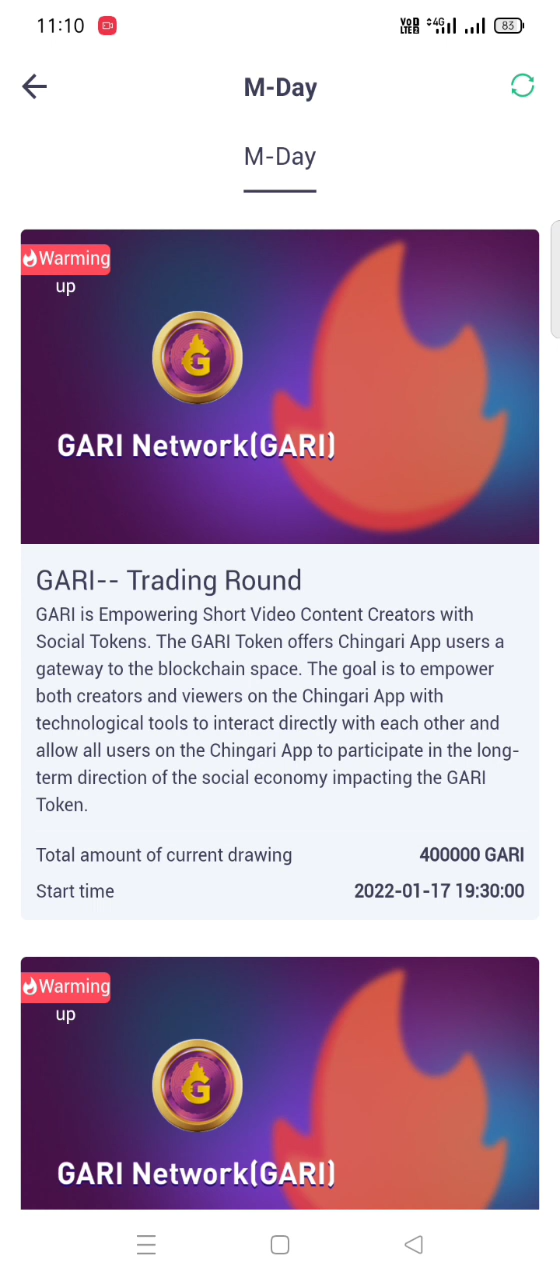 11:10
VoD LTE2 4G 83
M-Day
M-Day
Warming
up
G
GARI Network(GARI)
GARI-- Trading Round
GARI is Empowering Short Video Content Creators with
Social Tokens. The GARI Token offers Chingari App users a
gateway to the blockchain space. The goal is to empower
both creators and viewers on the Chingari App with
technological tools to interact directly with each other and
allow all users on the Chingari App to participate in the long-
term direction of the social economy impacting the GARI
Token.
Total amount of current drawing 400000 GARI
Start time 2022-01-17 19:30:00
Warming
up
G
GARI Network(GARI)